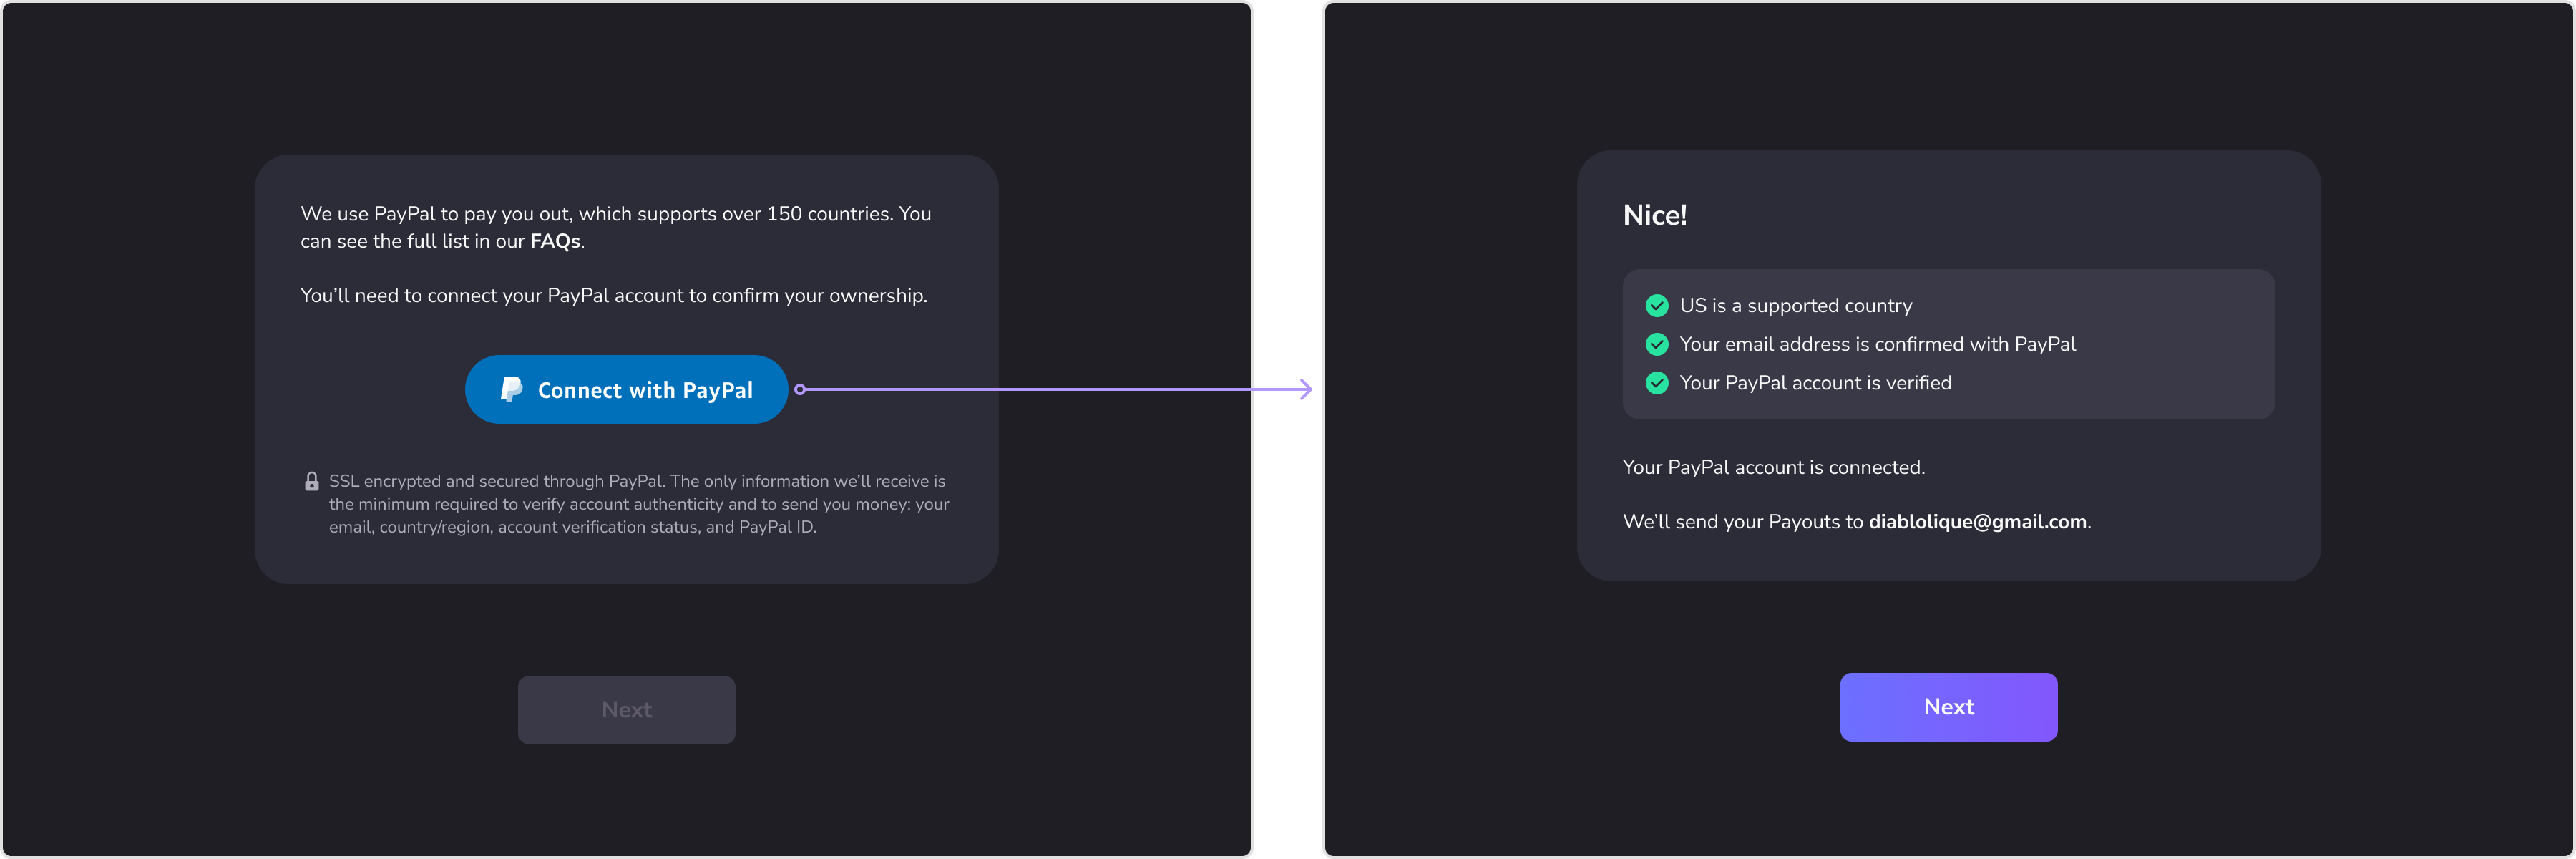 We use PayPal to pay you out, which supports over 150 countries. You
can see the full list in our FAQs.
You’ll need to connect your PayPal account to confirm your ownership.
Connect with PayPal
SSL encrypted and secured through PayPal. The only information we’ll receive is
the minimum required to verify account authenticity and to send you money: your
email, country/region, account verification status, and PayPal ID.
Next
Nice!
US is a supported country
Your email address is confirmed with PayPal
Your PayPal account is verified
Your PayPal account is connected.
We’ll send your Payouts to diablolique@gmail.com.
Next